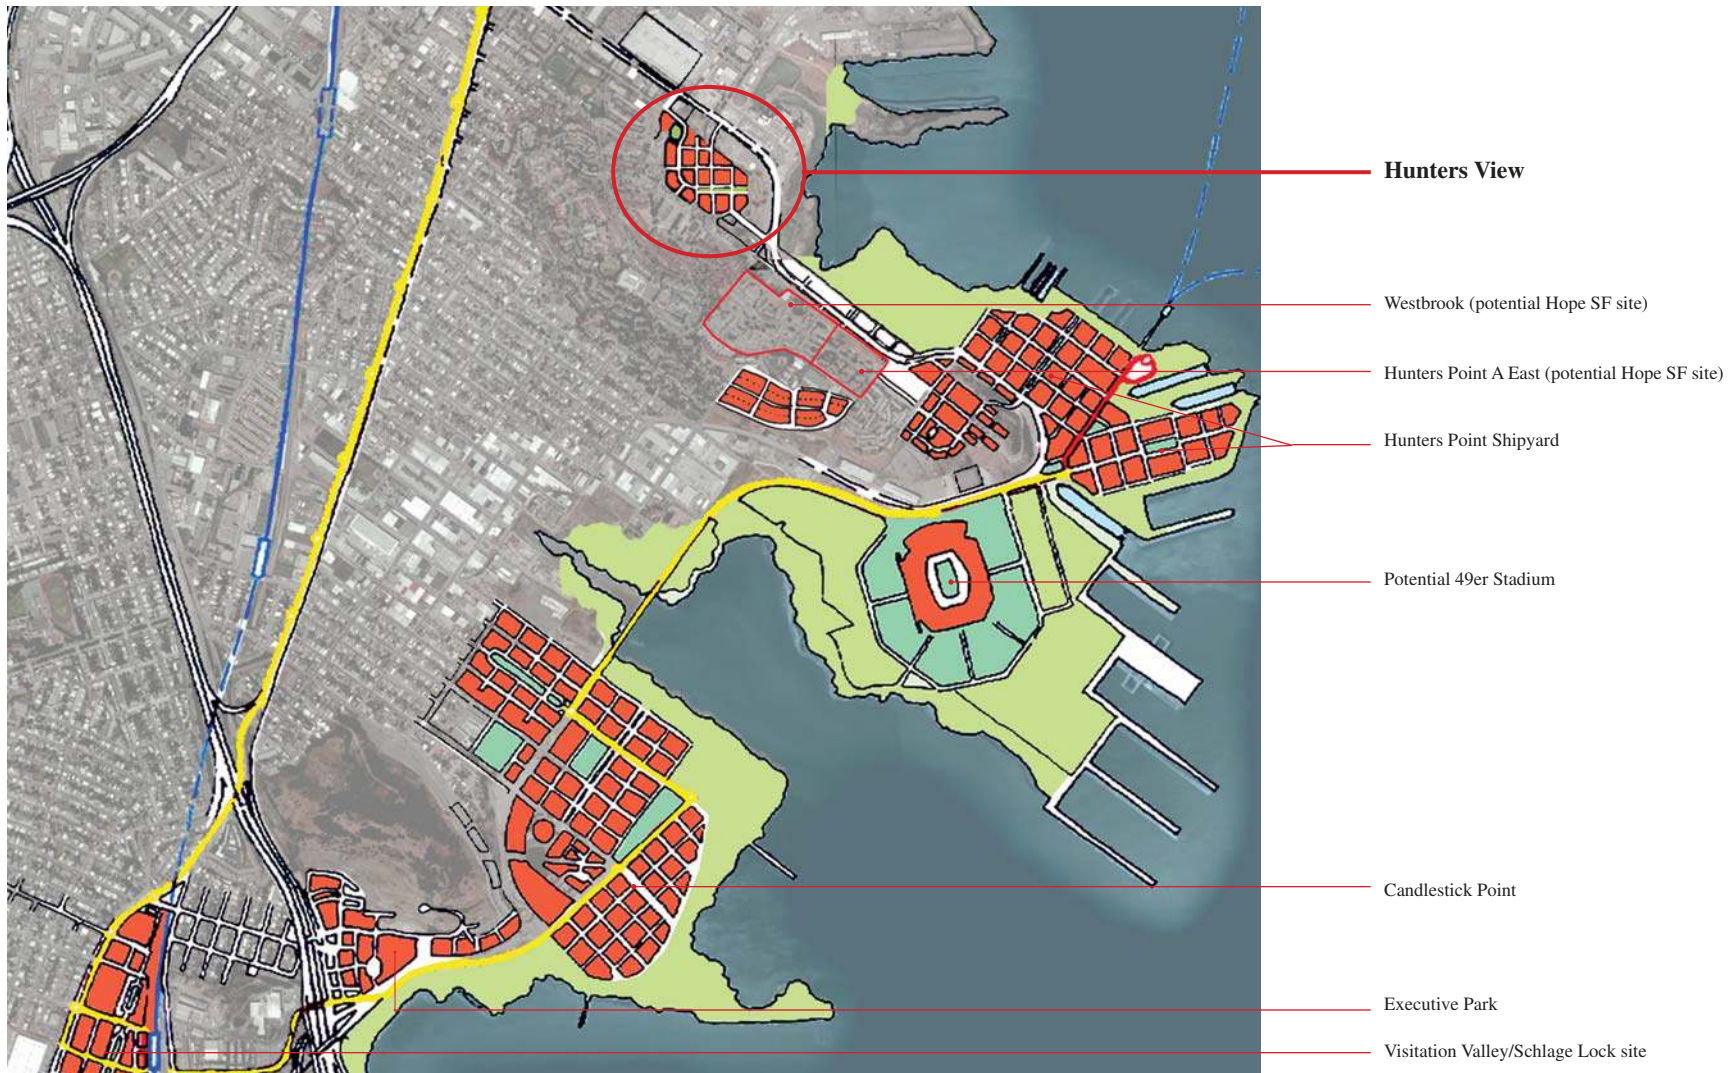 Hunters View
Westbrook (potential Hope SF site)
Hunters Point A East (potential Hope SF site)
Hunters Point Shipyard
Potential 49er Stadium
Candlestick Point
Executive Park
Visitation Valley/Schlage Lock site